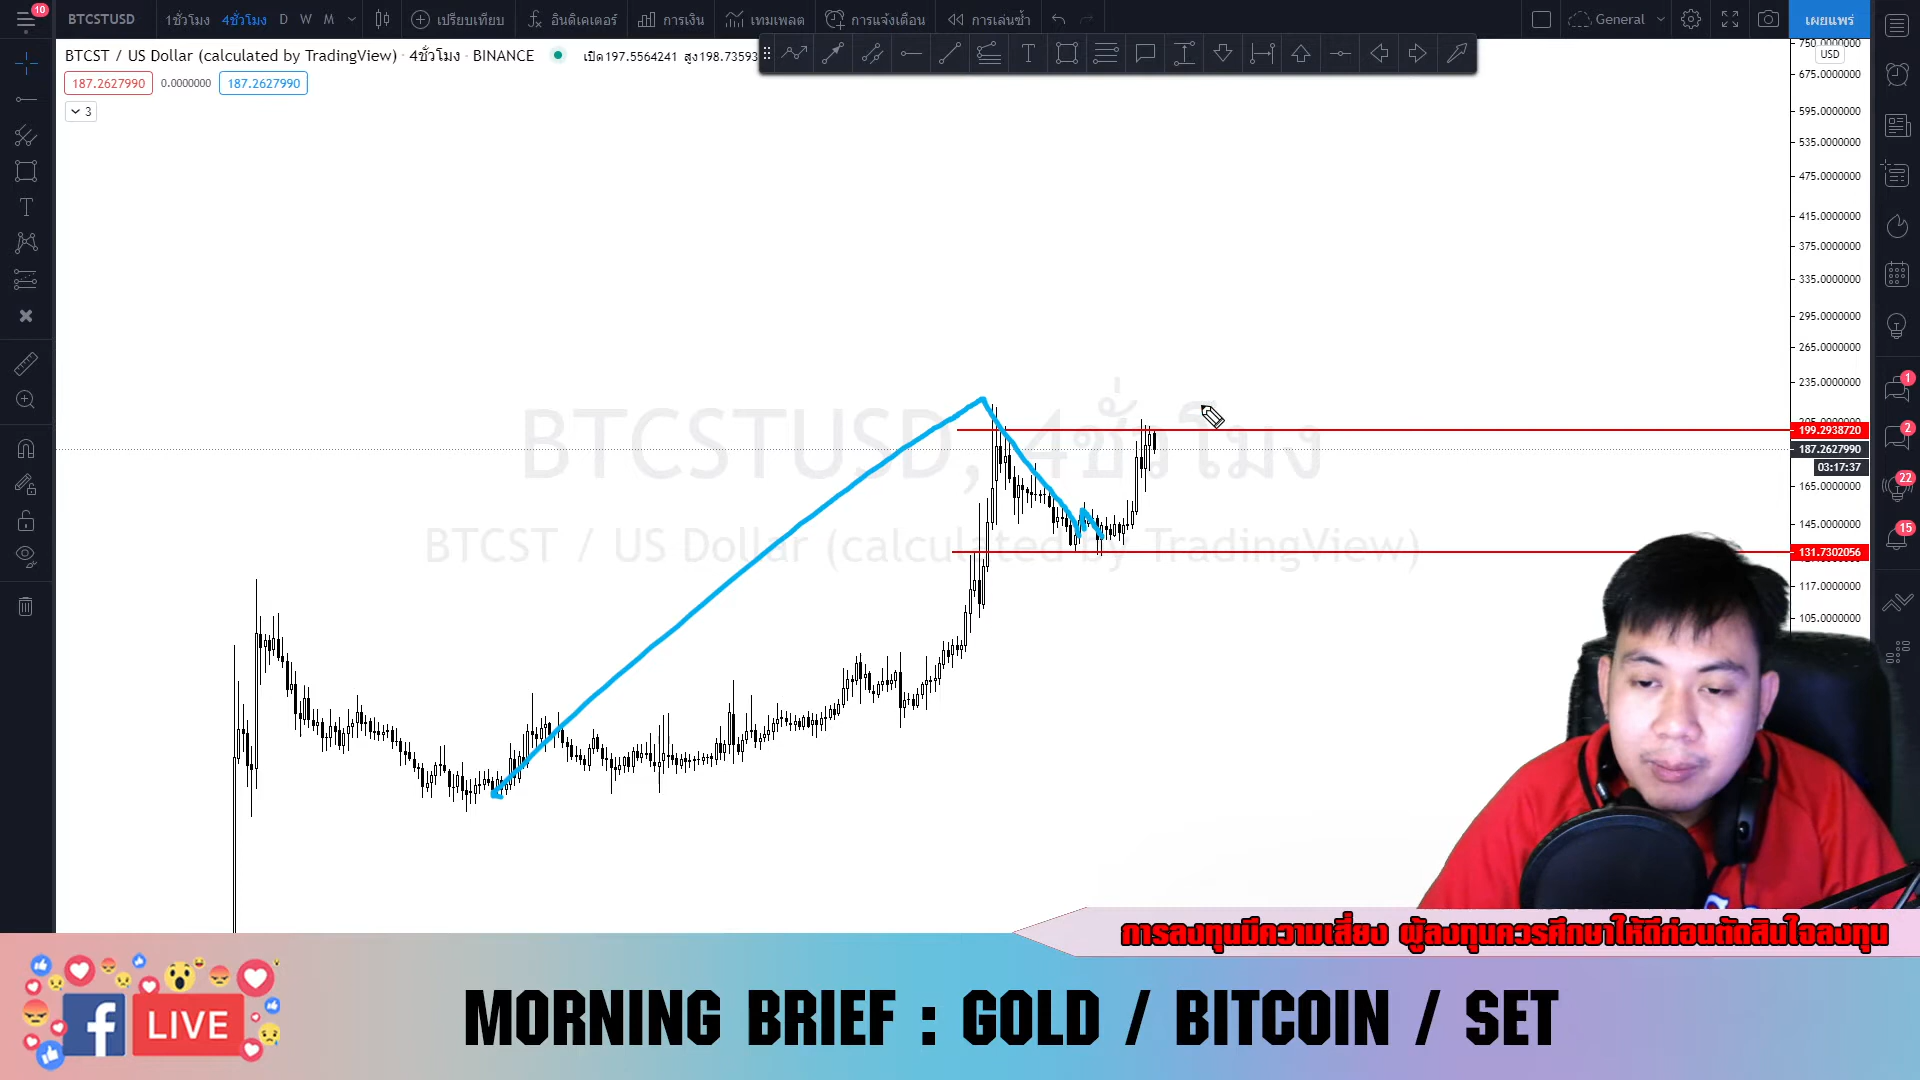 10
BTCSTUSD
1ชั่วโมง
4ชั่วโมง
D
W
M
เปรียบเทียบ
อินดิเคเตอร์
การเงิน
เทมเพลต
การแจ้งเตือน
การเล่นซ้ำ
General
เผยแพร่
BTCST / US Dollar (calculated by TradingView) · 4ชั่วโมง · BINANCE
เปิด197.5564241 สูง198.73593
187.2627990
0.0000000
187.2627990
3
750.0000000
USD
675.0000000
595.0000000
535.0000000
475.0000000
415.0000000
375.0000000
335.0000000
295.0000000
265.0000000
235.0000000
205.0000000
199.2938720
187.2627990
03:17:37
165.0000000
145.0000000
131.7302056
117.0000000
105.0000000
1
2
22
15
BTCSTUSD, 4ชั่วโมง
BTCST / US Dollar (calculated by TradingView)
การลงทุนมีความเสี่ยง ผู้ลงทุนควรศึกษาให้ดีก่อนตัดสินใจลงทุน
f LIVE
MORNING BRIEF : GOLD / BITCOIN / SET